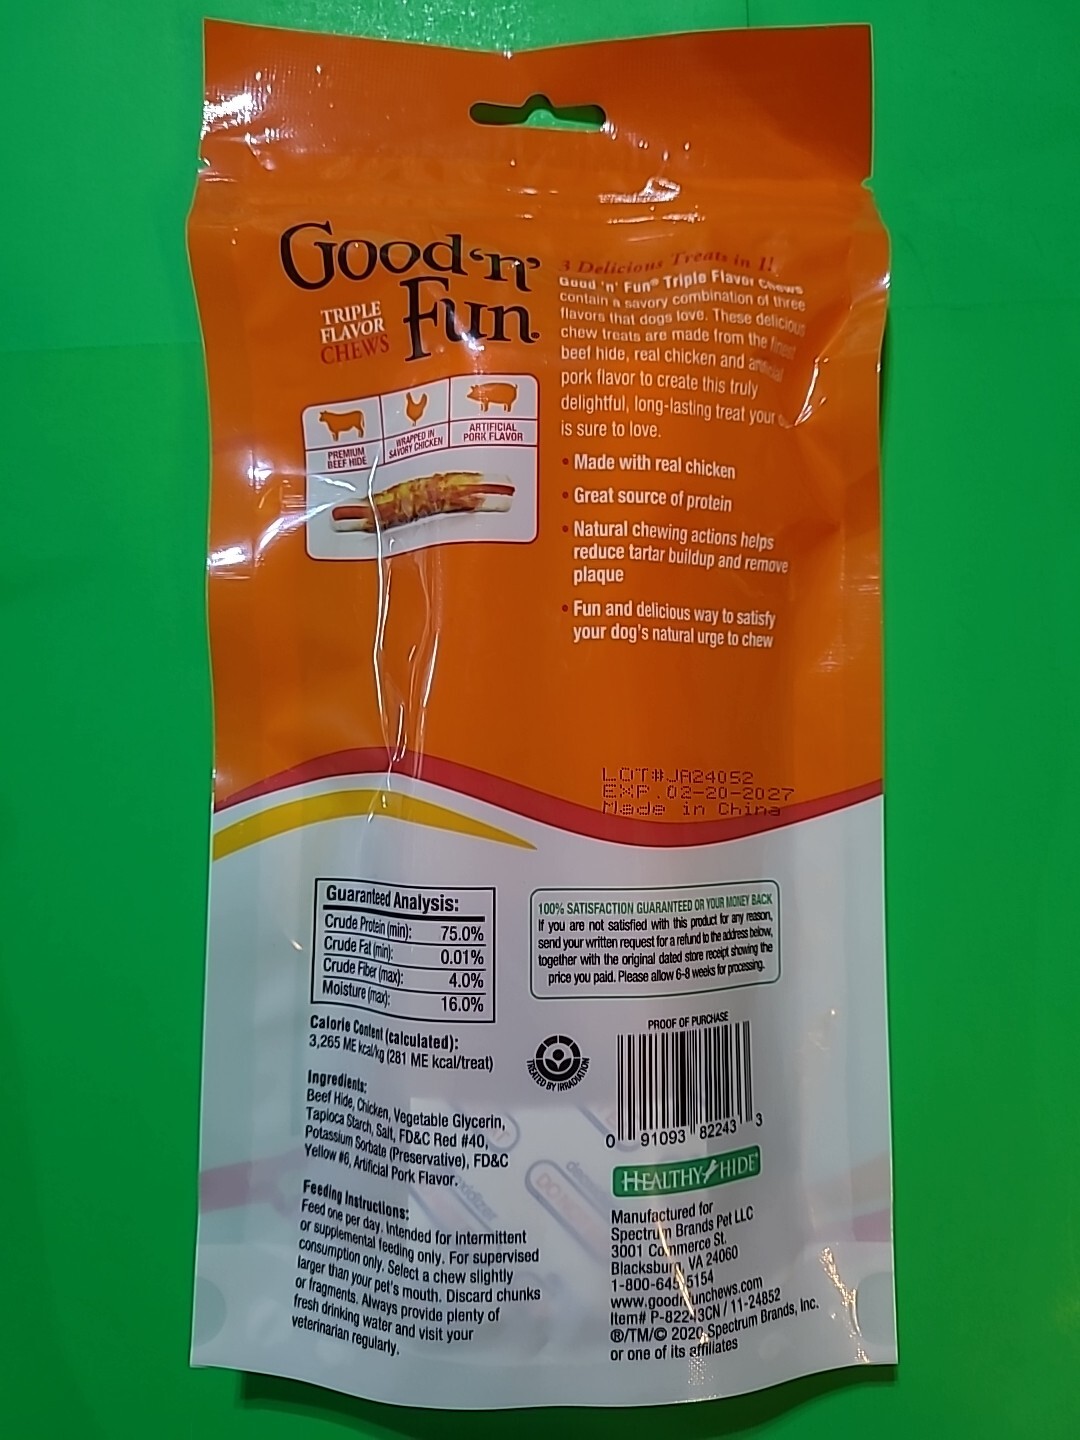 Good 'n' Fun
TRIPLE
FLAVOR
CHEWS
PREMIUM
BEEF HIDE
WRAPPED IN
SAVORY CHICKEN
ARTIFICIAL
PORK FLAVOR
3 Delicious Treats in 1!
Good 'n' Fun® Triple Flavor Chews
contain a savory combination of three
flavors that dogs love. These delicious
chew treats are made from the finest
beef hide, real chicken and artificial
pork flavor to create this truly
delightful, long-lasting treat your
is sure to love.
• Made with real chicken
• Great source of protein
• Natural chewing actions helps
reduce tartar buildup and remove
plaque
• Fun and delicious way to satisfy
your dog's natural urge to chew
LOT#JA24052
EXP.02-20-2027
Made in China
Guaranteed Analysis:
Crude Protein (min): 75.0%
Crude Fat (min): 0.01%
Crude Fiber (max): 4.0%
Moisture (max): 16.0%
Calorie Content (calculated):
3,265 ME kcal/kg (281 ME kcal/treat)
Ingredients:
Beef Hide, Chicken, Vegetable Glycerin,
Tapioca Starch, Salt, FD&C Red #40,
Potassium Sorbate (Preservative), FD&C
Yellow #6, Artificial Pork Flavor.
Feeding Instructions:
Feed one per day. Intended for intermittent
or supplemental feeding only. For supervised
consumption only. Select a chew slightly
larger than your pet's mouth. Discard chunks
or fragments. Always provide plenty of
fresh drinking water and visit your
veterinarian regularly.
100% SATISFACTION GUARANTEED OR YOUR MONEY BACK
If you are not satisfied with this product for any reason,
send your written request for a refund to the address below,
together with the original dated store receipt showing the
price you paid. Please allow 6-8 weeks for processing.
TREATED BY IRRADIATION
PROOF OF PURCHASE
0 91093 82243 3
HEALTHY HIDE
Manufactured for
Spectrum Brands Pet LLC
3001 Commerce St.
Blacksburg, VA 24060
1-800-645-5154
www.goodnfunchews.com
Item# P-82243CN / 11-24852
®/TM/© 2020 Spectrum Brands, Inc.
or one of its affiliates